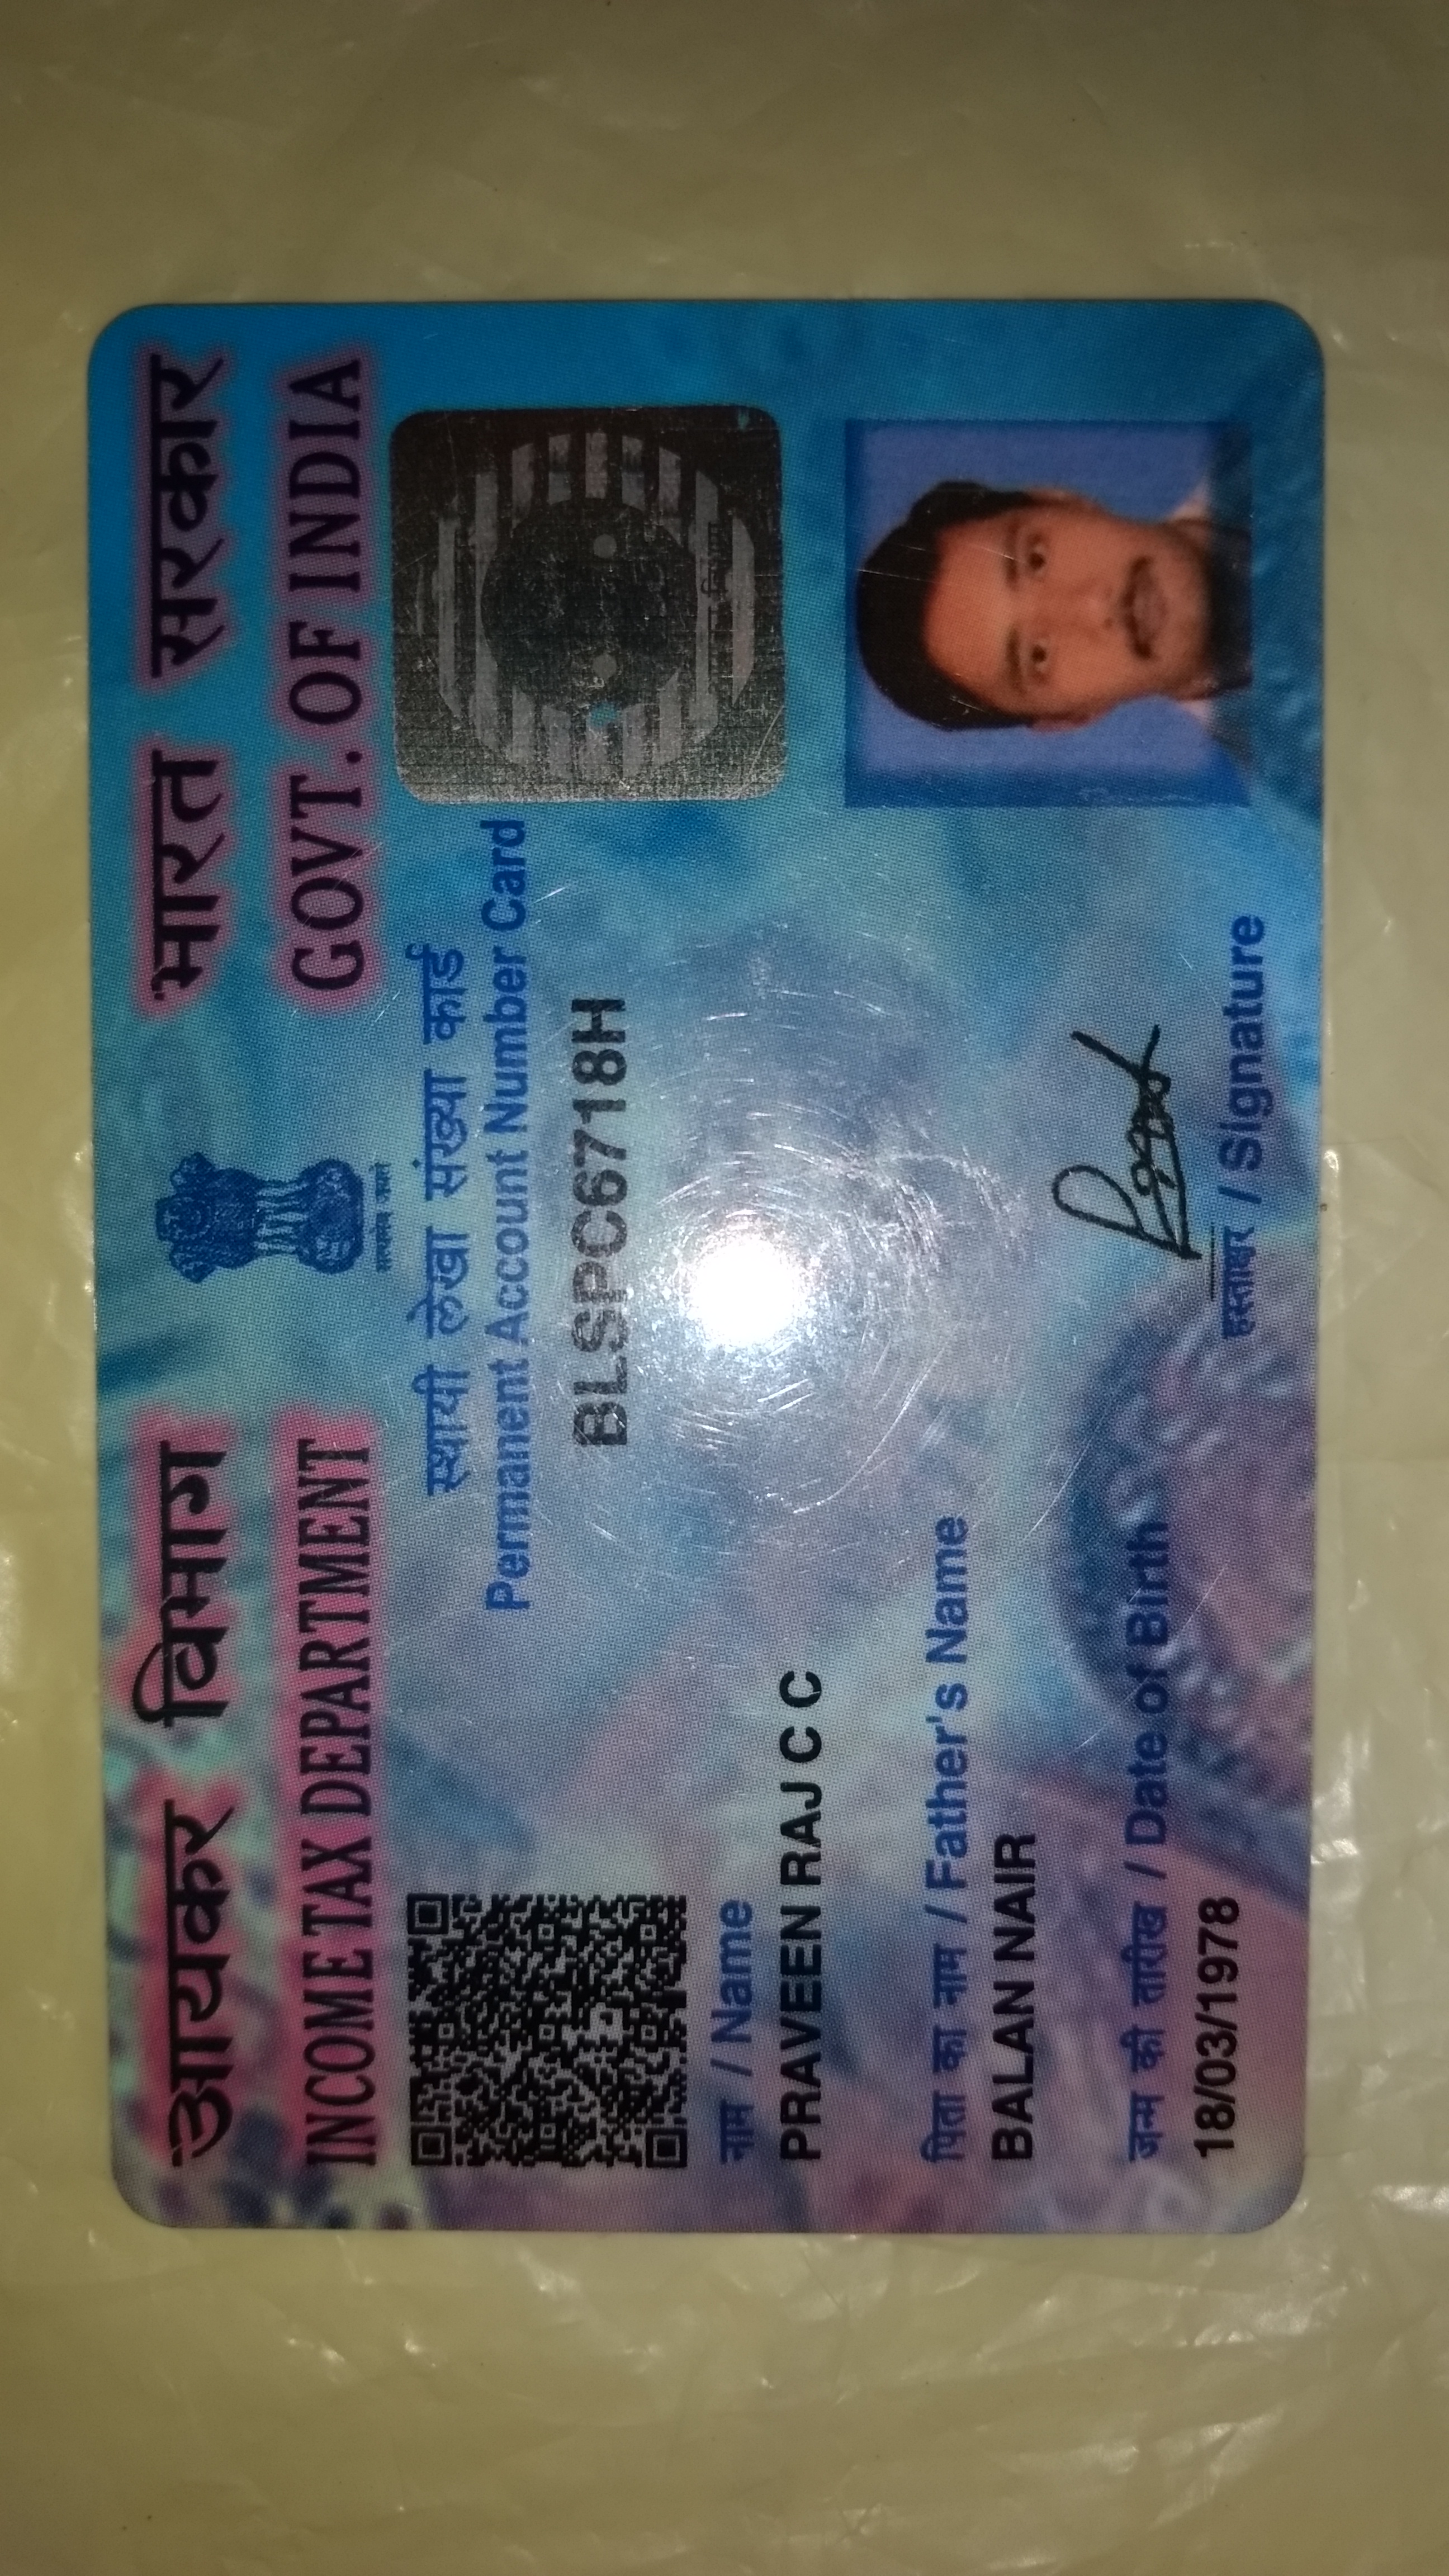 आयकर विभाग
INCOME TAX DEPARTMENT
भारत सरकार
GOVT. OF INDIA
सत्यमेव जयते
स्थायी लेखा संख्या कार्ड
Permanent Account Number Card
BLSPC6718H
नाम / Name
PRAVEEN RAJ C C
पिता का नाम / Father's Name
BALAN NAIR
जन्म की तारीख / Date of Birth
18/03/1978
हस्ताक्षर / Signature